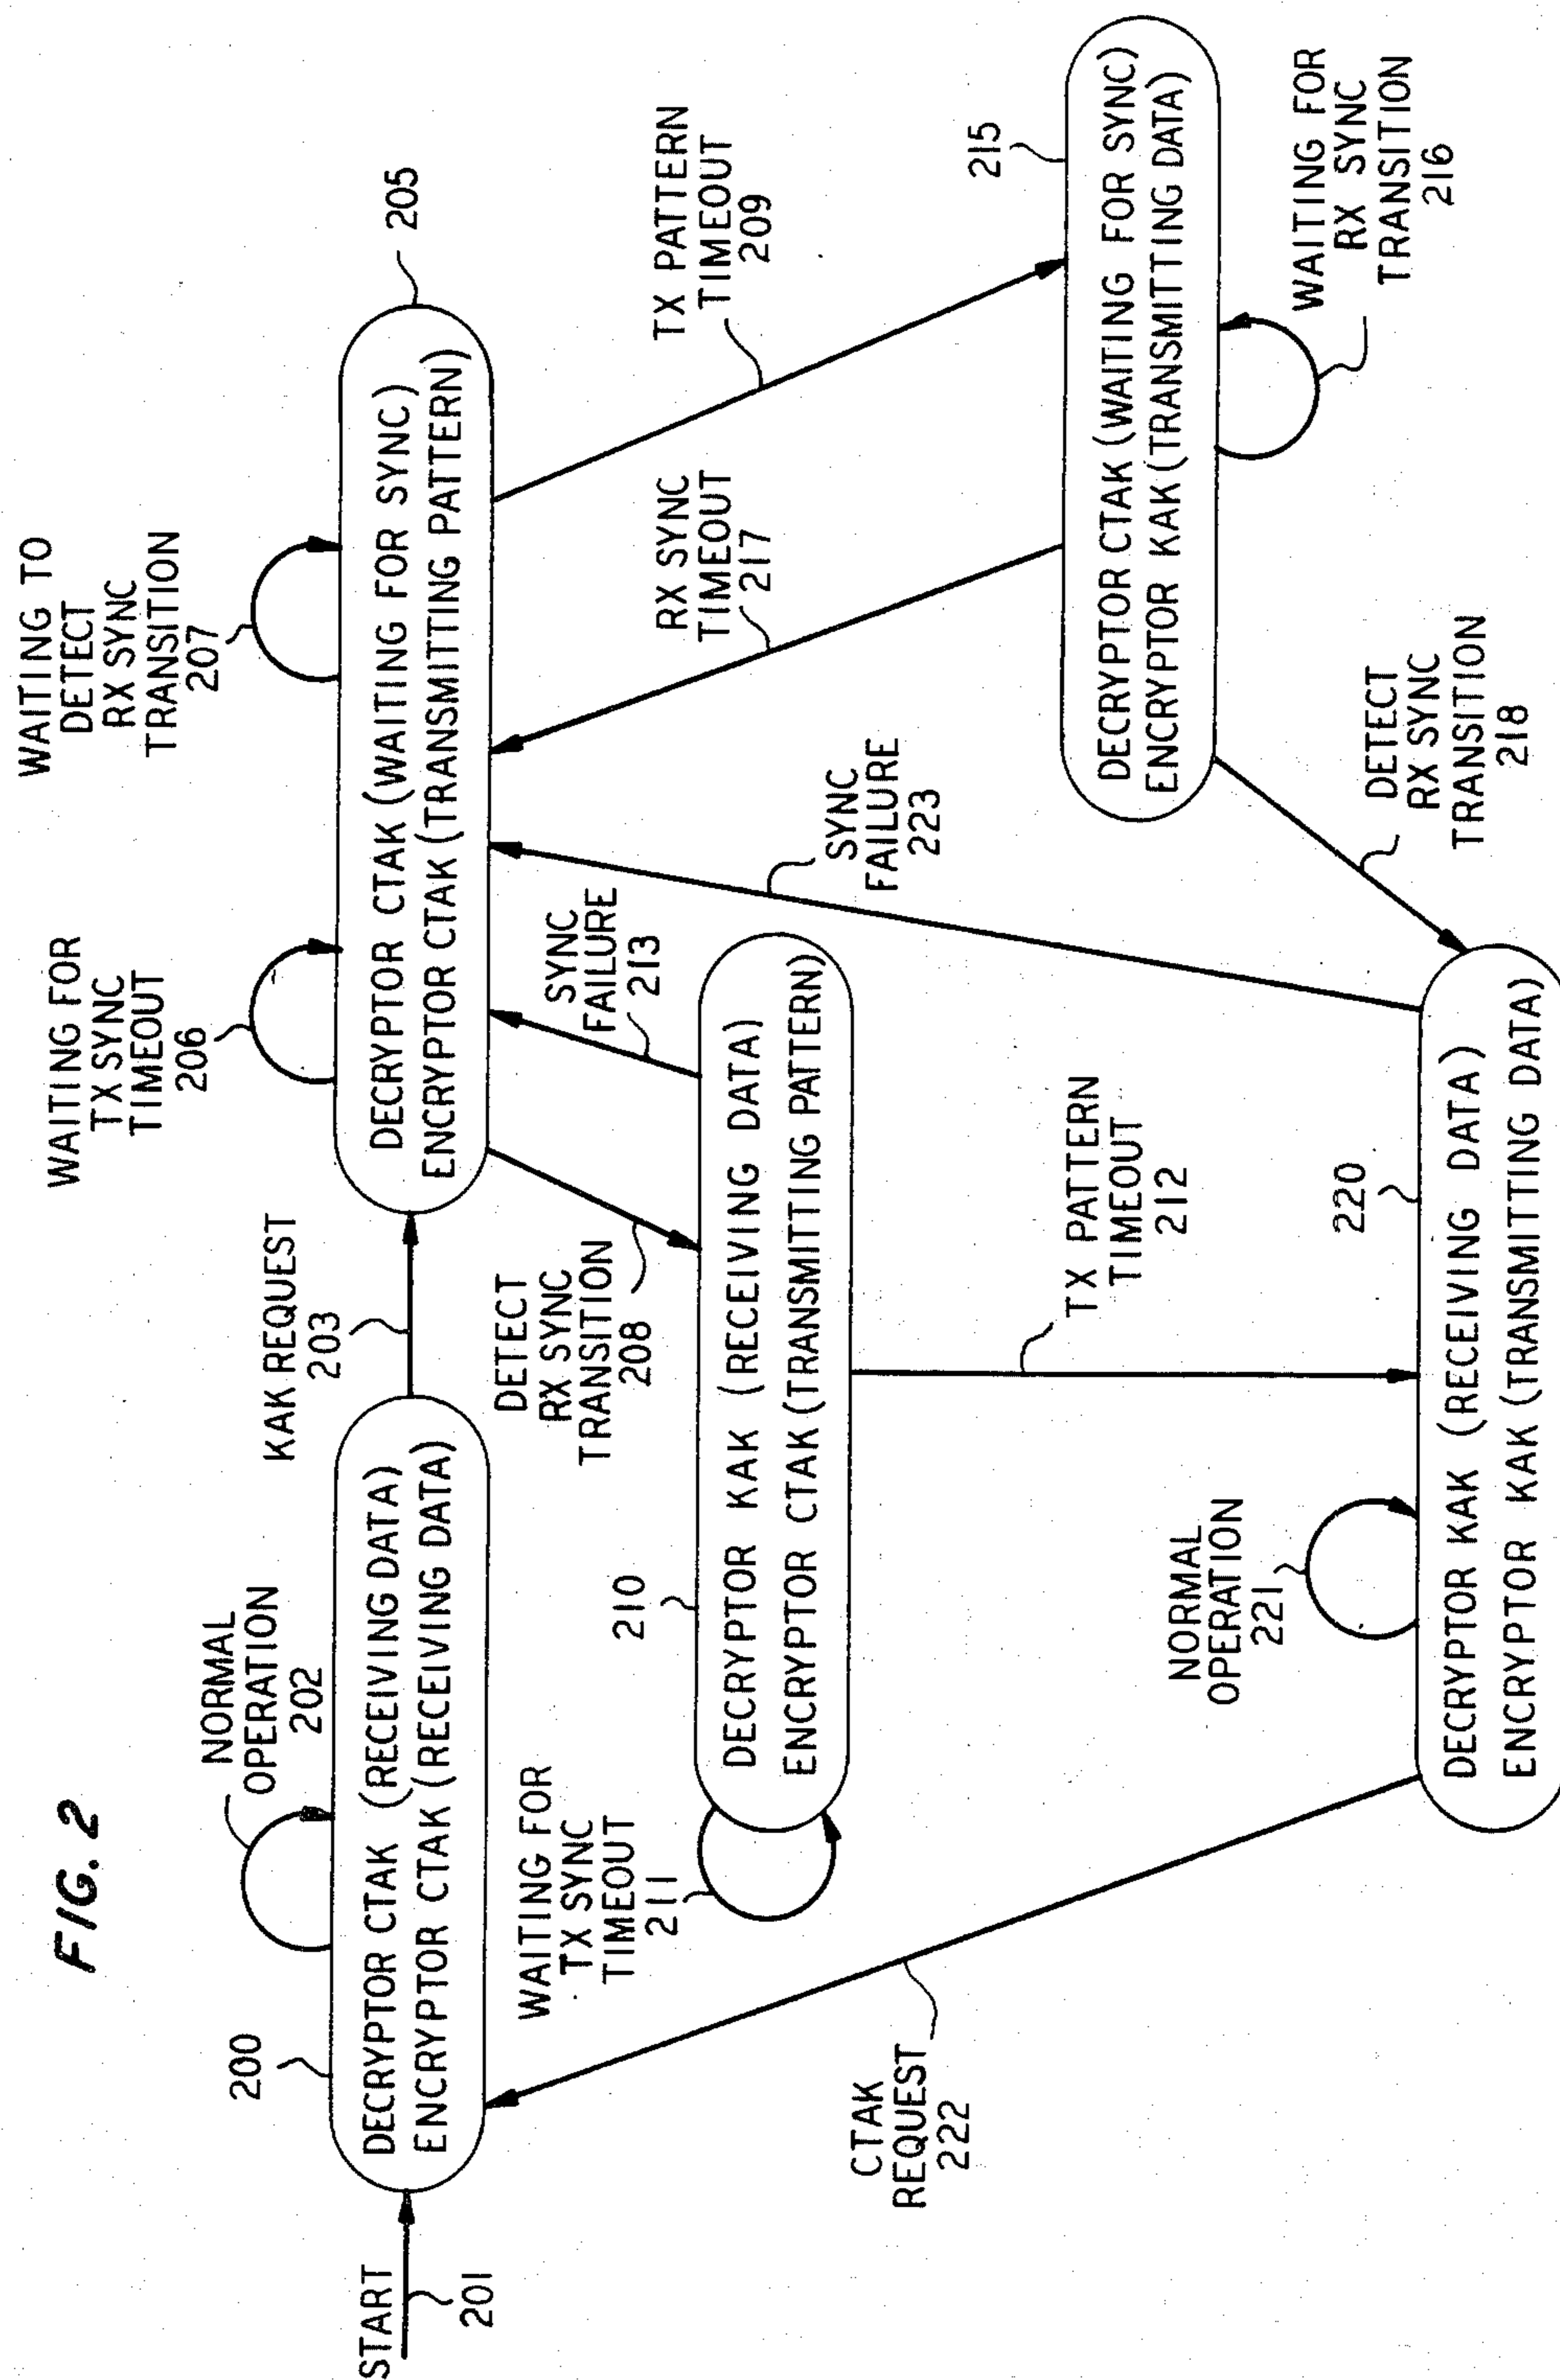 FIG. 2
START
201
200
DECRYPTOR CTAK (RECEIVING DATA)
ENCRYPTOR CTAK (RECEIVING DATA)
NORMAL
OPERATION
202
KAK REQUEST
203
WAITING FOR
TX SYNC
TIMEOUT
206
WAITING TO
DETECT
RX SYNC
TRANSITION
207
205
DECRYPTOR CTAK (WAITING FOR SYNC)
ENCRYPTOR CTAK (TRANSMITTING PATTERN)
DETECT
RX SYNC
TRANSITION
208
SYNC
FAILURE
213
RX SYNC
TIMEOUT
217
TX PATTERN
TIMEOUT
209
WAITING FOR
TX SYNC
TIMEOUT
211
210
DECRYPTOR KAK (RECEIVING DATA)
ENCRYPTOR CTAK (TRANSMITTING PATTERN)
SYNC
FAILURE
223
215
DECRYPTOR CTAK (WAITING FOR SYNC)
ENCRYPTOR KAK (TRANSMITTING DATA)
WAITING FOR
RX SYNC
TRANSITION
216
CTAK
REQUEST
222
NORMAL
OPERATION
221
TX PATTERN
TIMEOUT
212
220
DETECT
RX SYNC
TRANSITION
218
DECRYPTOR KAK (RECEIVING DATA)
ENCRYPTOR KAK (TRANSMITTING DATA)